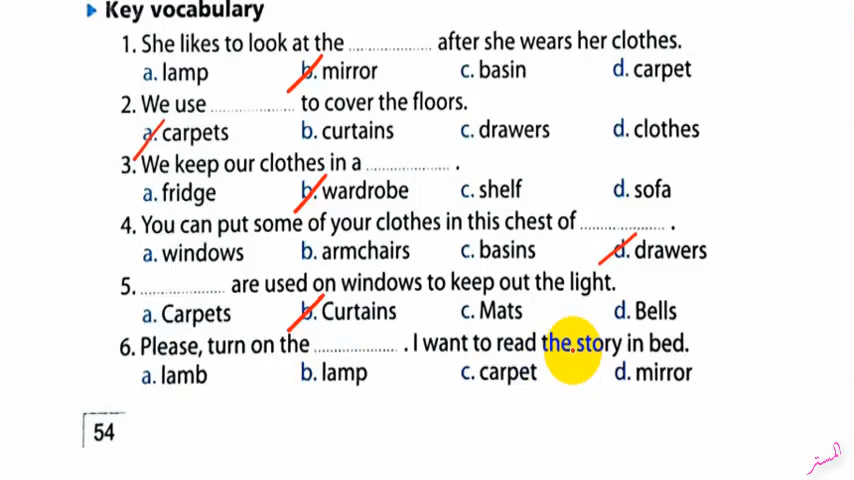 ▶ Key vocabulary
1. She likes to look at the .................... after she wears her clothes.
a. lamp b. mirror c. basin d. carpet
2. We use .................... to cover the floors.
a. carpets b. curtains c. drawers d. clothes
3. We keep our clothes in a .................... .
a. fridge b. wardrobe c. shelf d. sofa
4. You can put some of your clothes in this chest of .................... .
a. windows b. armchairs c. basins d. drawers
5. .................... are used on windows to keep out the light.
a. Carpets b. Curtains c. Mats d. Bells
6. Please, turn on the .................... . I want to read the story in bed.
a. lamb b. lamp c. carpet d. mirror
54
المستر